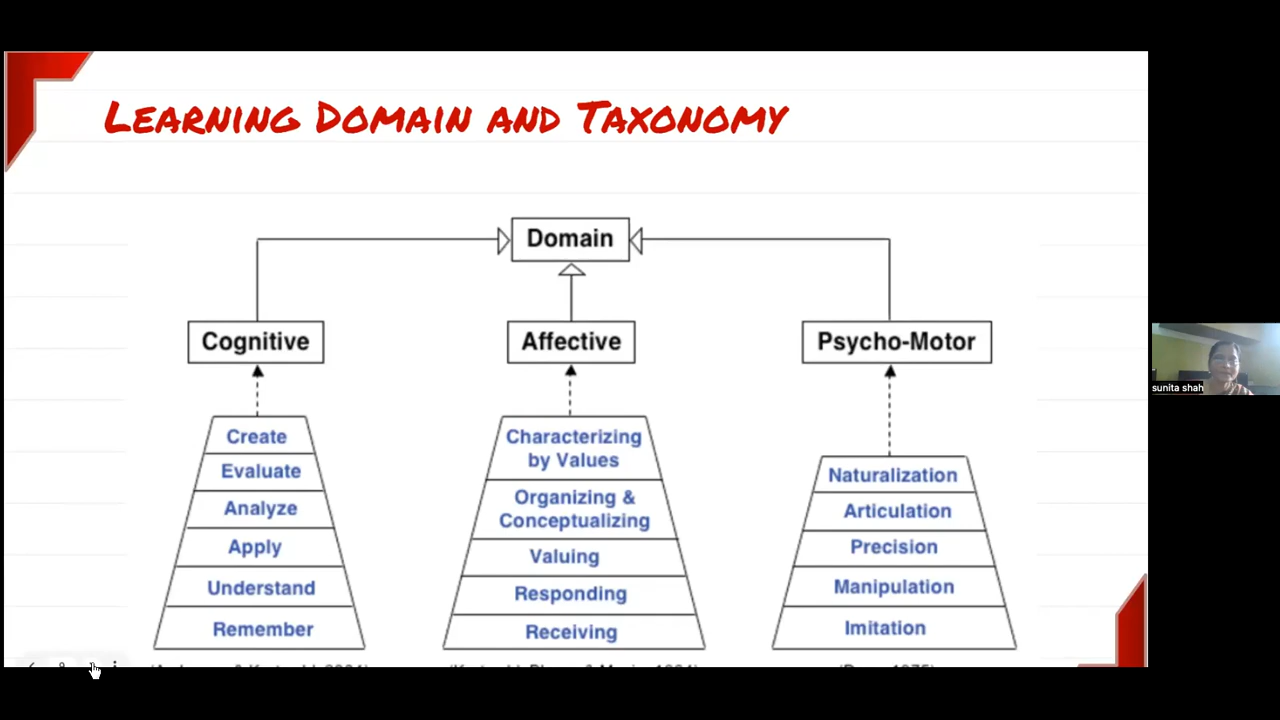 Learning Domain and Taxonomy
Domain
Cognitive
Affective
Psycho-Motor
Create
Evaluate
Analyze
Apply
Understand
Remember
Characterizing
by Values
Organizing &
Conceptualizing
Valuing
Responding
Receiving
Naturalization
Articulation
Precision
Manipulation
Imitation
sunita shah